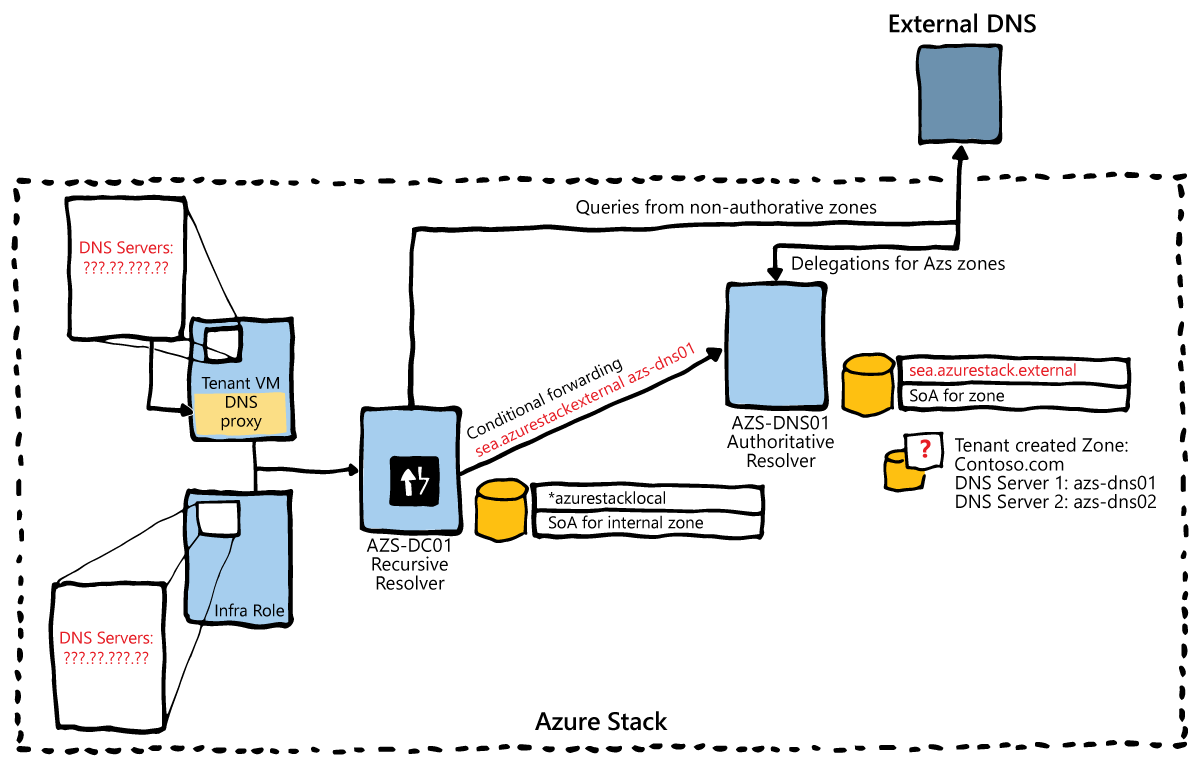 External DNS
Queries from non-authorative zones
Delegations for Azs zones
DNS Servers:
???.??.???.??
Tenant VM
DNS
proxy
Conditional forwarding
sea.azurestackexternal azs-dns01
AZS-DNS01
Authoritative
Resolver
sea.azurestack.external
SoA for zone
?
Tenant created Zone:
Contoso.com
DNS Server 1: azs-dns01
DNS Server 2: azs-dns02
*azurestacklocal
SoA for internal zone
AZS-DC01
Recursive
Resolver
Infra Role
DNS Servers:
???.??.???.??
Azure Stack